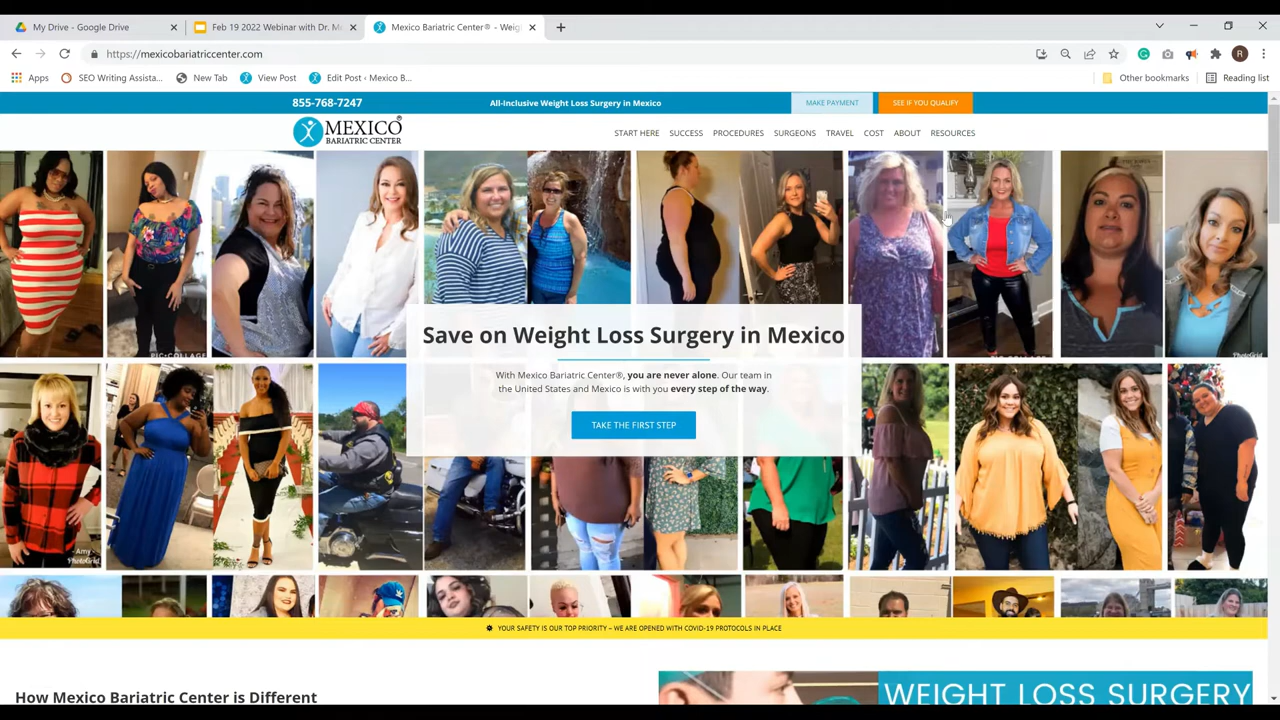 My Drive - Google Drive
Feb 19 2022 Webinar with Dr. M
Mexico Bariatric Center® - Weig
https://mexicobariatriccenter.com
R
Apps
SEO Writing Assista...
New Tab
View Post
Edit Post ‹ Mexico B...
Other bookmarks
Reading list
855-768-7247
All-Inclusive Weight Loss Surgery in Mexico
MAKE PAYMENT
SEE IF YOU QUALIFY
MEXICO®
BARIATRIC CENTER
START HERE
SUCCESS
PROCEDURES
SURGEONS
TRAVEL
COST
ABOUT
RESOURCES
PIC•COLLAGE
PhotoGrid
Save on Weight Loss Surgery in Mexico
With Mexico Bariatric Center®, you are never alone. Our team in
the United States and Mexico is with you every step of the way.
TAKE THE FIRST STEP
- Amy -
PhotoGrid
YOUR SAFETY IS OUR TOP PRIORITY – WE ARE OPENED WITH COVID-19 PROTOCOLS IN PLACE
How Mexico Bariatric Center is Different
WEIGHT LOSS SURGERY